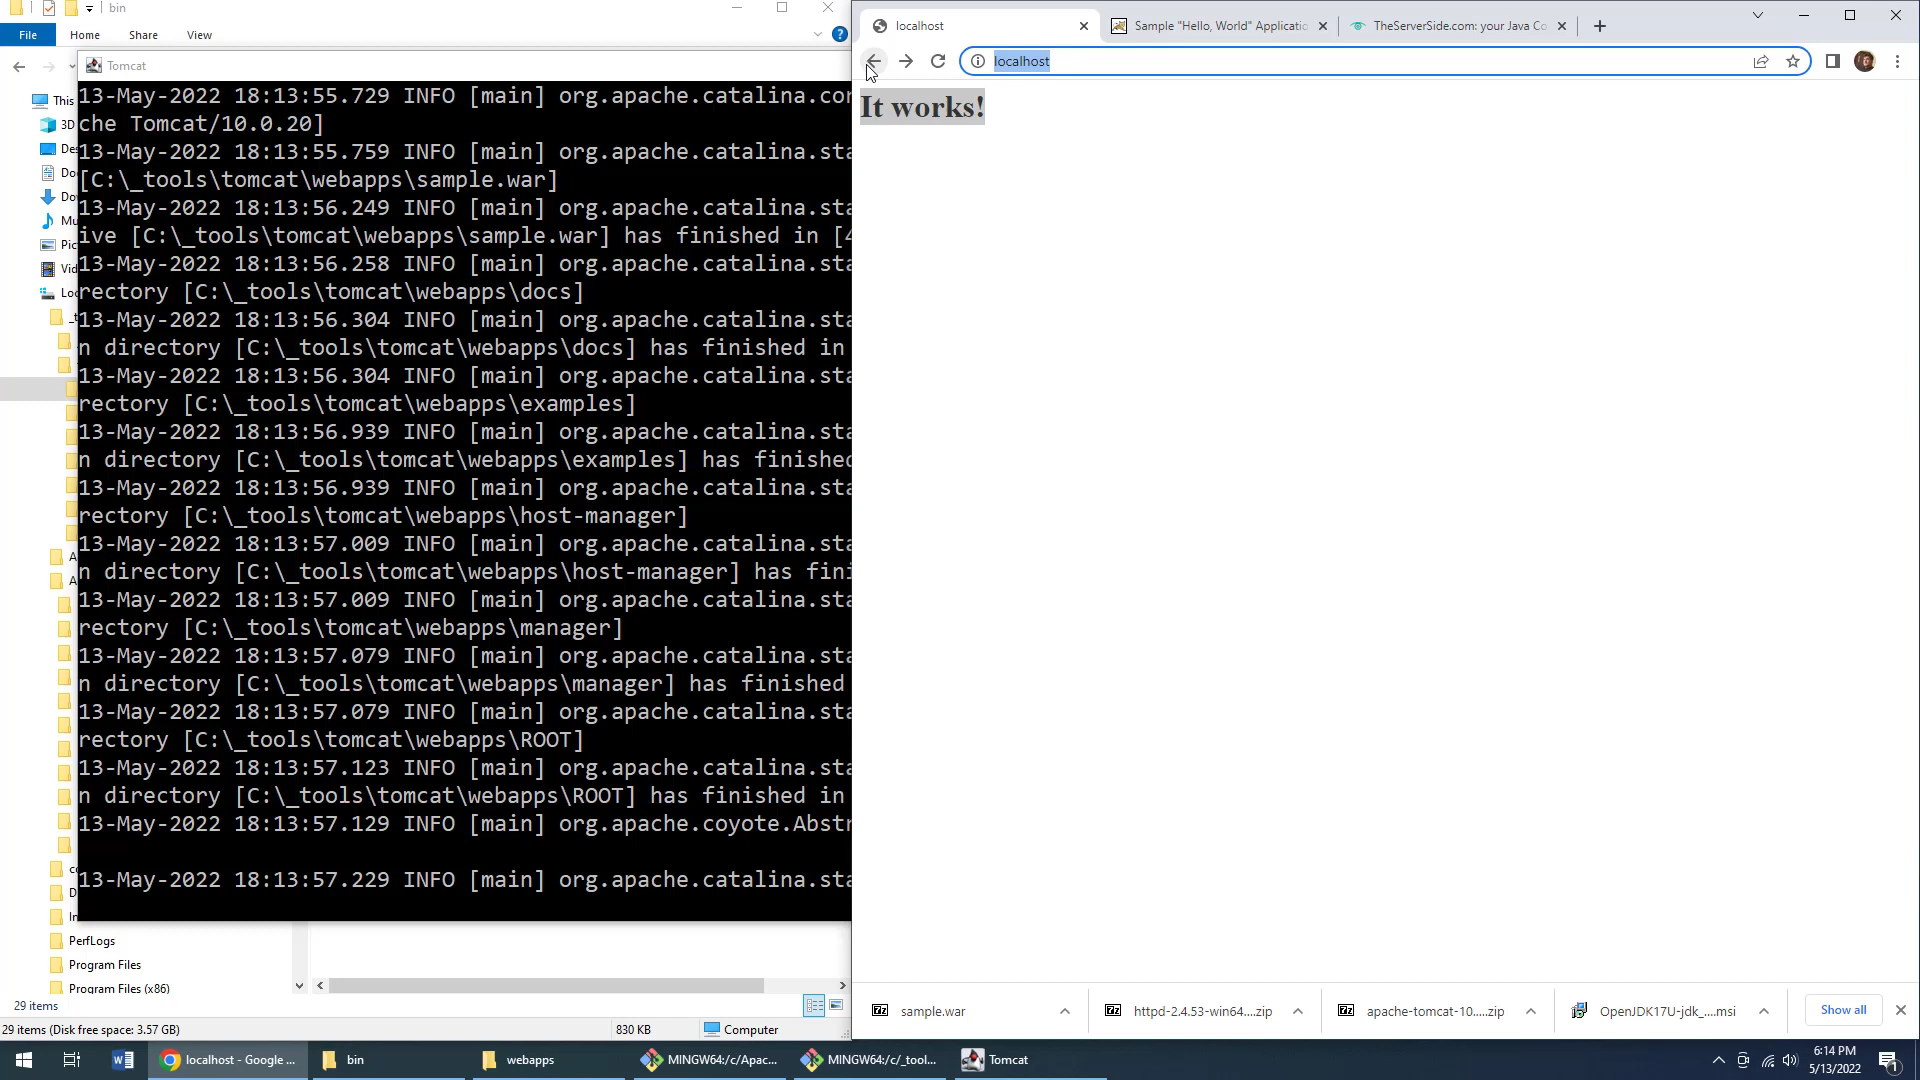 bin
File
Home
Share
View
This
3D
Des
Do
Do
Mu
Pic
Vid
Loc
_t
A
A
co
D
In
PerfLogs
Program Files
Program Files (x86)
29 items
29 items (Disk free space: 3.57 GB)
830 KB
Computer
Tomcat
13-May-2022 18:13:55.729 INFO [main] org.apache.catalina.cor
che Tomcat/10.0.20]
13-May-2022 18:13:55.759 INFO [main] org.apache.catalina.sta
[C:\_tools\tomcat\webapps\sample.war]
13-May-2022 18:13:56.249 INFO [main] org.apache.catalina.sta
ive [C:\_tools\tomcat\webapps\sample.war] has finished in [4
13-May-2022 18:13:56.258 INFO [main] org.apache.catalina.sta
rectory [C:\_tools\tomcat\webapps\docs]
13-May-2022 18:13:56.304 INFO [main] org.apache.catalina.sta
n directory [C:\_tools\tomcat\webapps\docs] has finished in
13-May-2022 18:13:56.304 INFO [main] org.apache.catalina.sta
rectory [C:\_tools\tomcat\webapps\examples]
13-May-2022 18:13:56.939 INFO [main] org.apache.catalina.sta
n directory [C:\_tools\tomcat\webapps\examples] has finished
13-May-2022 18:13:56.939 INFO [main] org.apache.catalina.sta
rectory [C:\_tools\tomcat\webapps\host-manager]
13-May-2022 18:13:57.009 INFO [main] org.apache.catalina.sta
n directory [C:\_tools\tomcat\webapps\host-manager] has fini
13-May-2022 18:13:57.009 INFO [main] org.apache.catalina.sta
rectory [C:\_tools\tomcat\webapps\manager]
13-May-2022 18:13:57.079 INFO [main] org.apache.catalina.sta
n directory [C:\_tools\tomcat\webapps\manager] has finished
13-May-2022 18:13:57.079 INFO [main] org.apache.catalina.sta
rectory [C:\_tools\tomcat\webapps\ROOT]
13-May-2022 18:13:57.123 INFO [main] org.apache.catalina.sta
n directory [C:\_tools\tomcat\webapps\ROOT] has finished in
13-May-2022 18:13:57.129 INFO [main] org.apache.coyote.Abstr
13-May-2022 18:13:57.229 INFO [main] org.apache.catalina.sta
localhost
Sample "Hello, World" Applicatio
TheServerSide.com: your Java Co
localhost
It works!
sample.war
httpd-2.4.53-win64....zip
apache-tomcat-10.....zip
OpenJDK17U-jdk_....msi
Show all
localhost - Google ...
bin
webapps
MINGW64:/c/Apac...
MINGW64:/c/_tool...
Tomcat
6:14 PM
5/13/2022
1